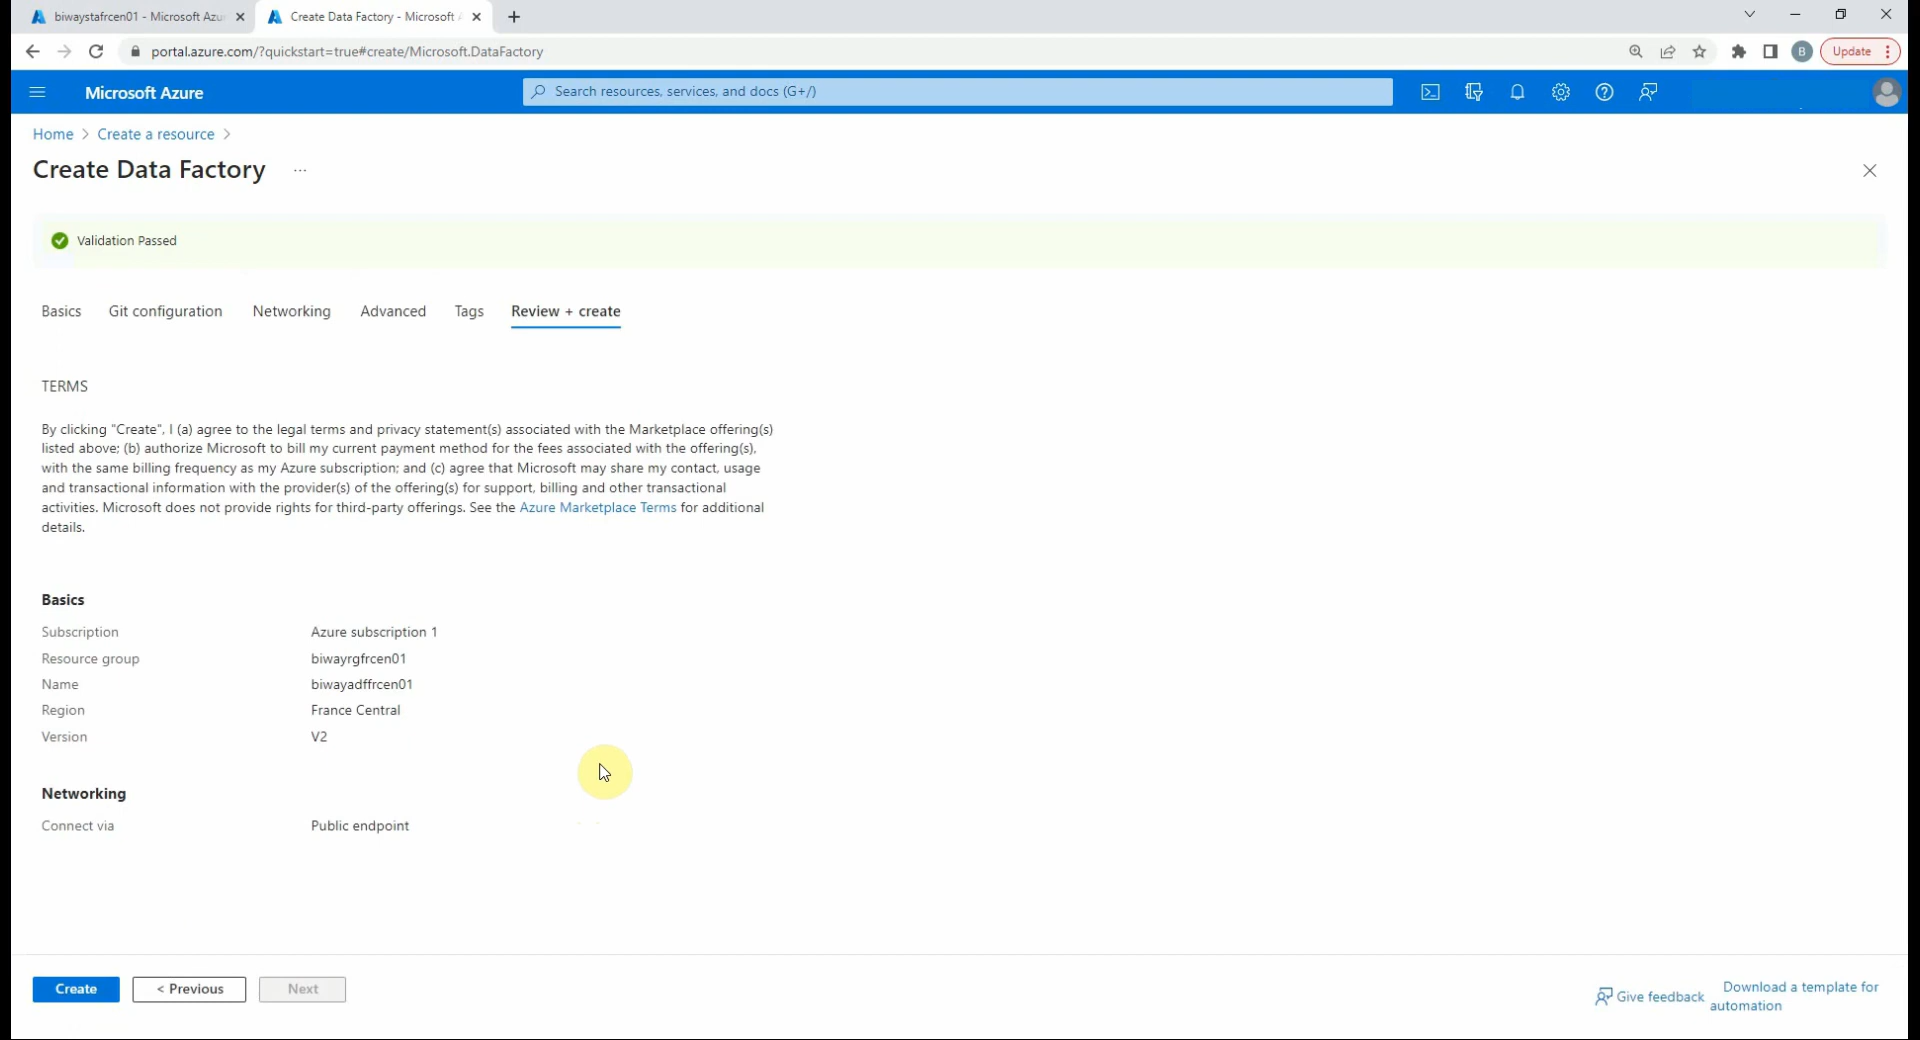 biwaystafrcen01 - Microsoft Azu
Create Data Factory - Microsoft A
portal.azure.com/?quickstart=true#create/Microsoft.DataFactory
B
Update
Microsoft Azure
Search resources, services, and docs (G+/)
Home > Create a resource >
Create Data Factory ...
Validation Passed
Basics Git configuration Networking Advanced Tags Review + create
TERMS
By clicking "Create", I (a) agree to the legal terms and privacy statement(s) associated with the Marketplace offering(s)
listed above; (b) authorize Microsoft to bill my current payment method for the fees associated with the offering(s),
with the same billing frequency as my Azure subscription; and (c) agree that Microsoft may share my contact, usage
and transactional information with the provider(s) of the offering(s) for support, billing and other transactional
activities. Microsoft does not provide rights for third-party offerings. See the Azure Marketplace Terms for additional
details.
Basics
Subscription Azure subscription 1
Resource group biwayrgfrcen01
Name biwayadffrcen01
Region France Central
Version V2
Networking
Connect via Public endpoint
Create < Previous Next
Give feedback
Download a template for
automation